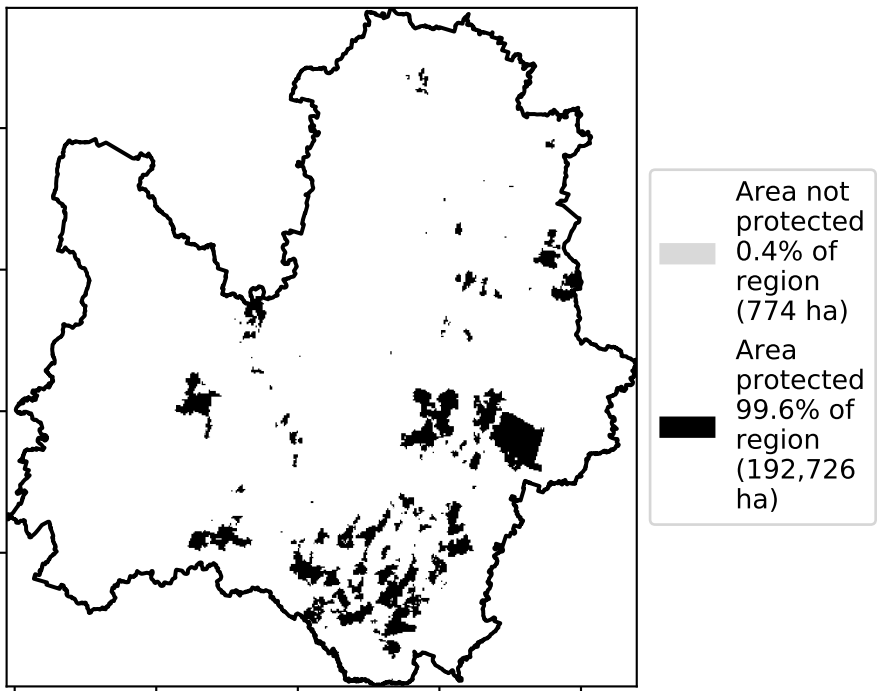 Area not
protected
0.4% of
region
(774 ha)
Area
protected
99.6% of
region
(192,726
ha)